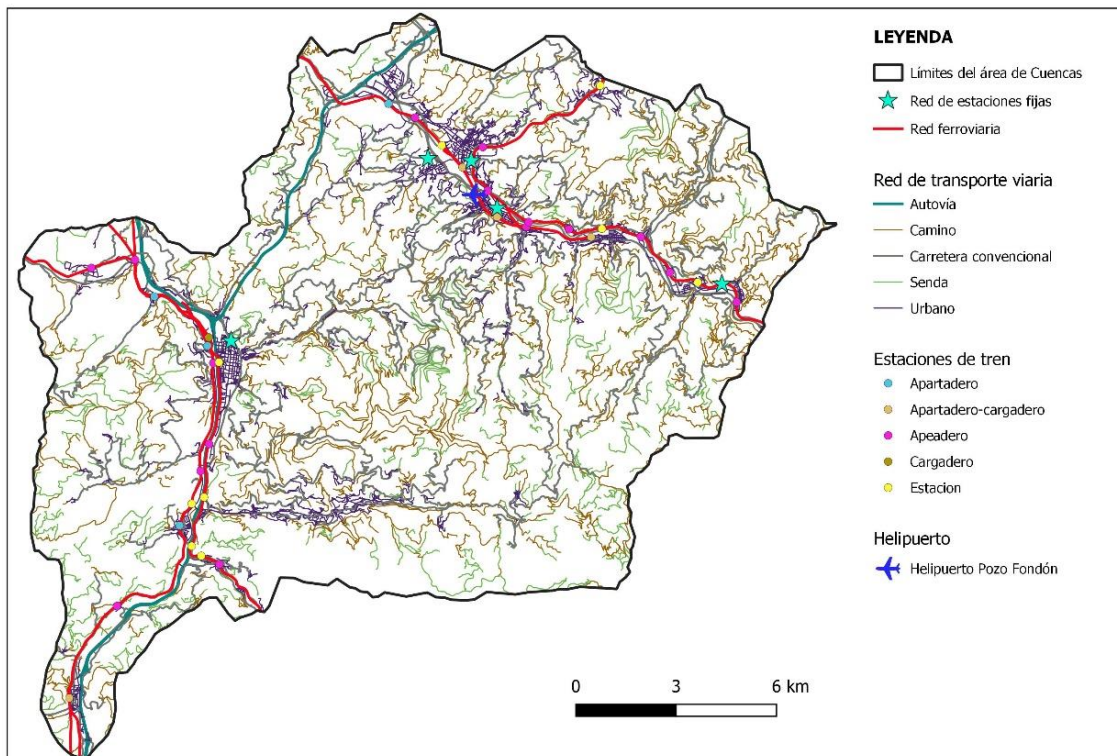 LEYENDA
Límites del área de Cuencas
Red de estaciones fijas
Red ferroviaria
Red de transporte viaria
Autovía
Camino
Carretera convencional
Senda
Urbano
Estaciones de tren
Apartadero
Apartadero-cargadero
Apeadero
Cargadero
Estacion
Helipuerto
Helipuerto Pozo Fondón
0 3 6 km